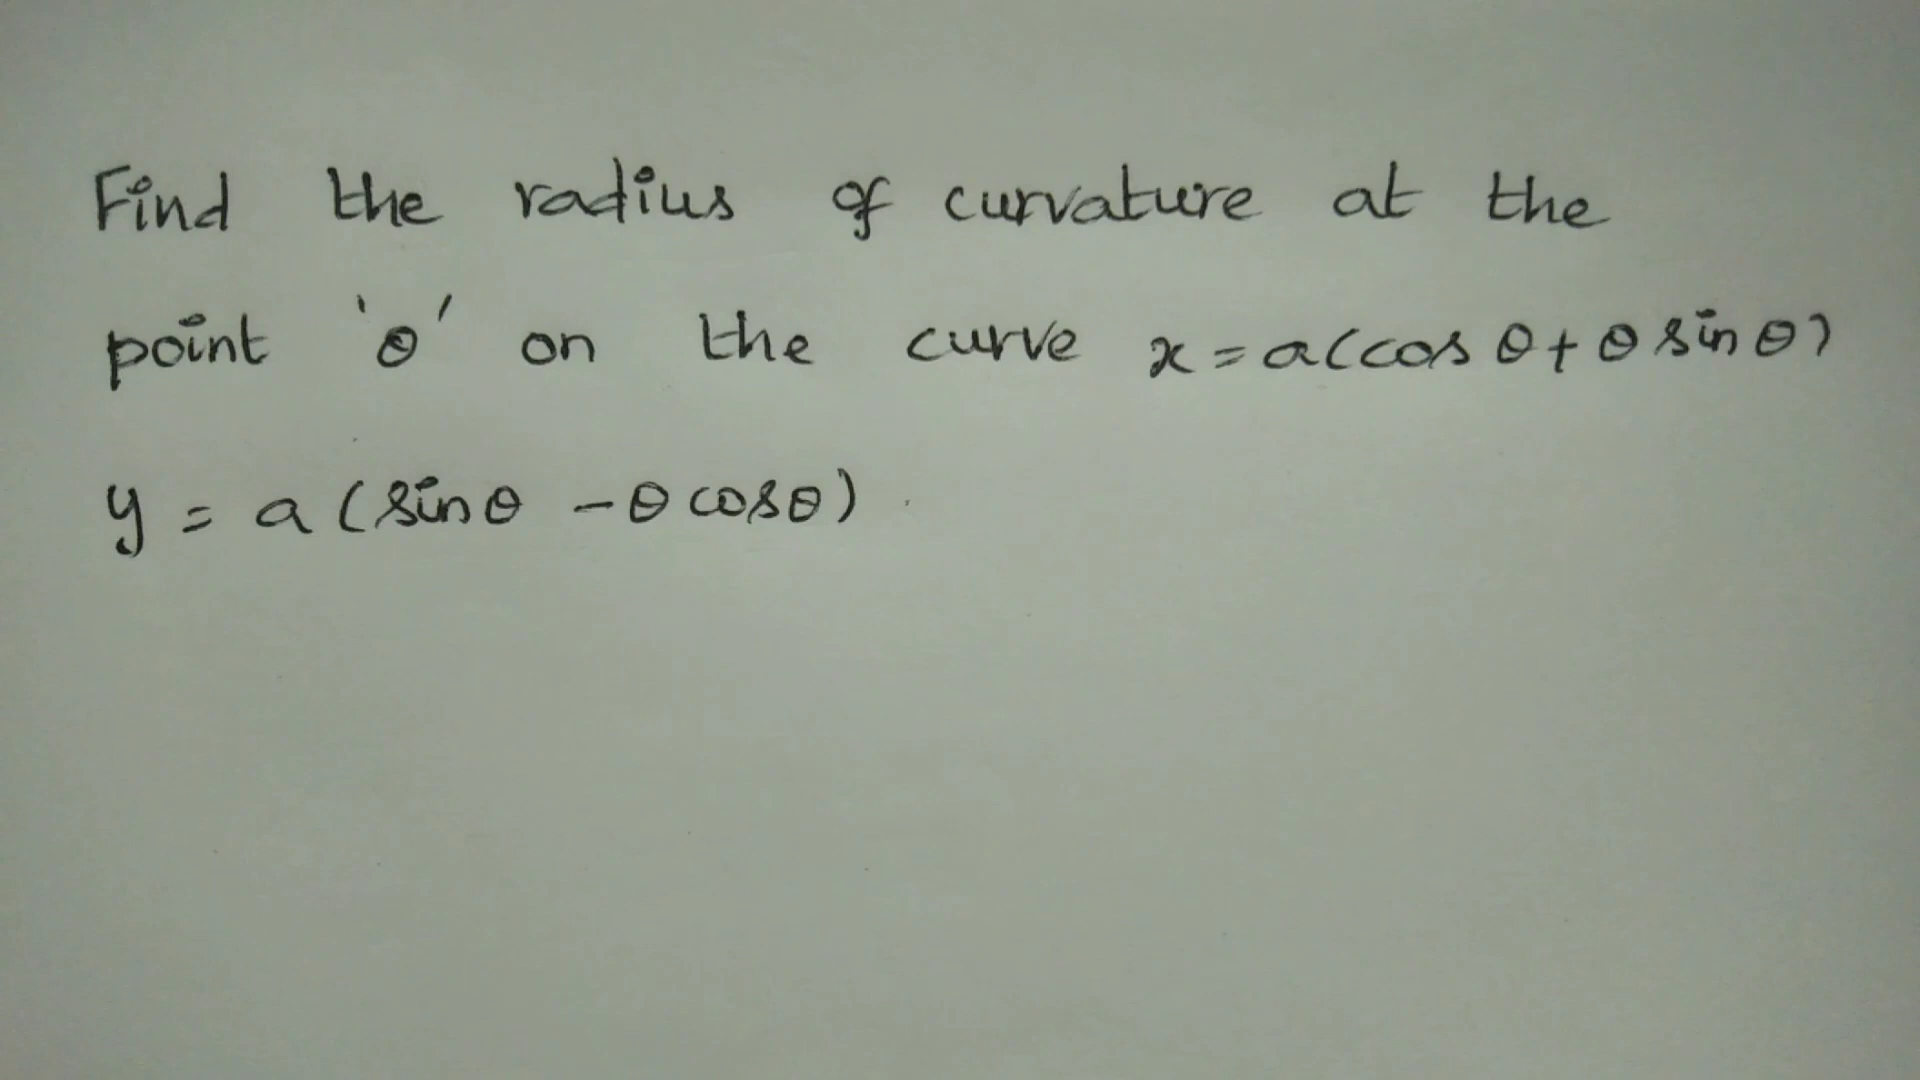 Find the radius of curvature at the
point 'θ' on the curve x = a(cos θ + θ sin θ)
y = a (sin θ - θ cos θ)